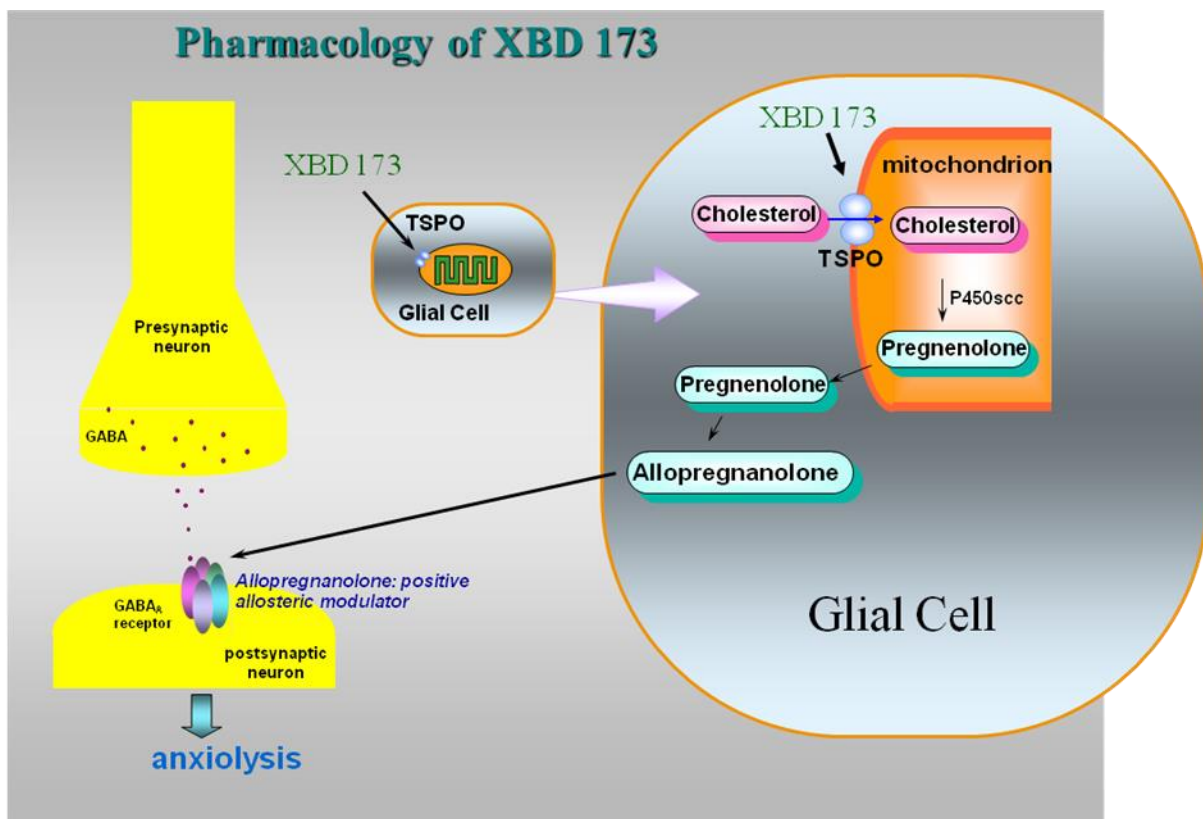 Pharmacology of XBD 173
XBD 173
TSPO
Glial Cell
Presynaptic
neuron
GABA
GABAA
receptor
postsynaptic
neuron
Allopregnanolone: positive
allosteric modulator
anxiolysis
XBD 173
mitochondrion
Cholesterol
Cholesterol
TSPO
P450scc
Pregnenolone
Pregnenolone
Allopregnanolone
Glial Cell